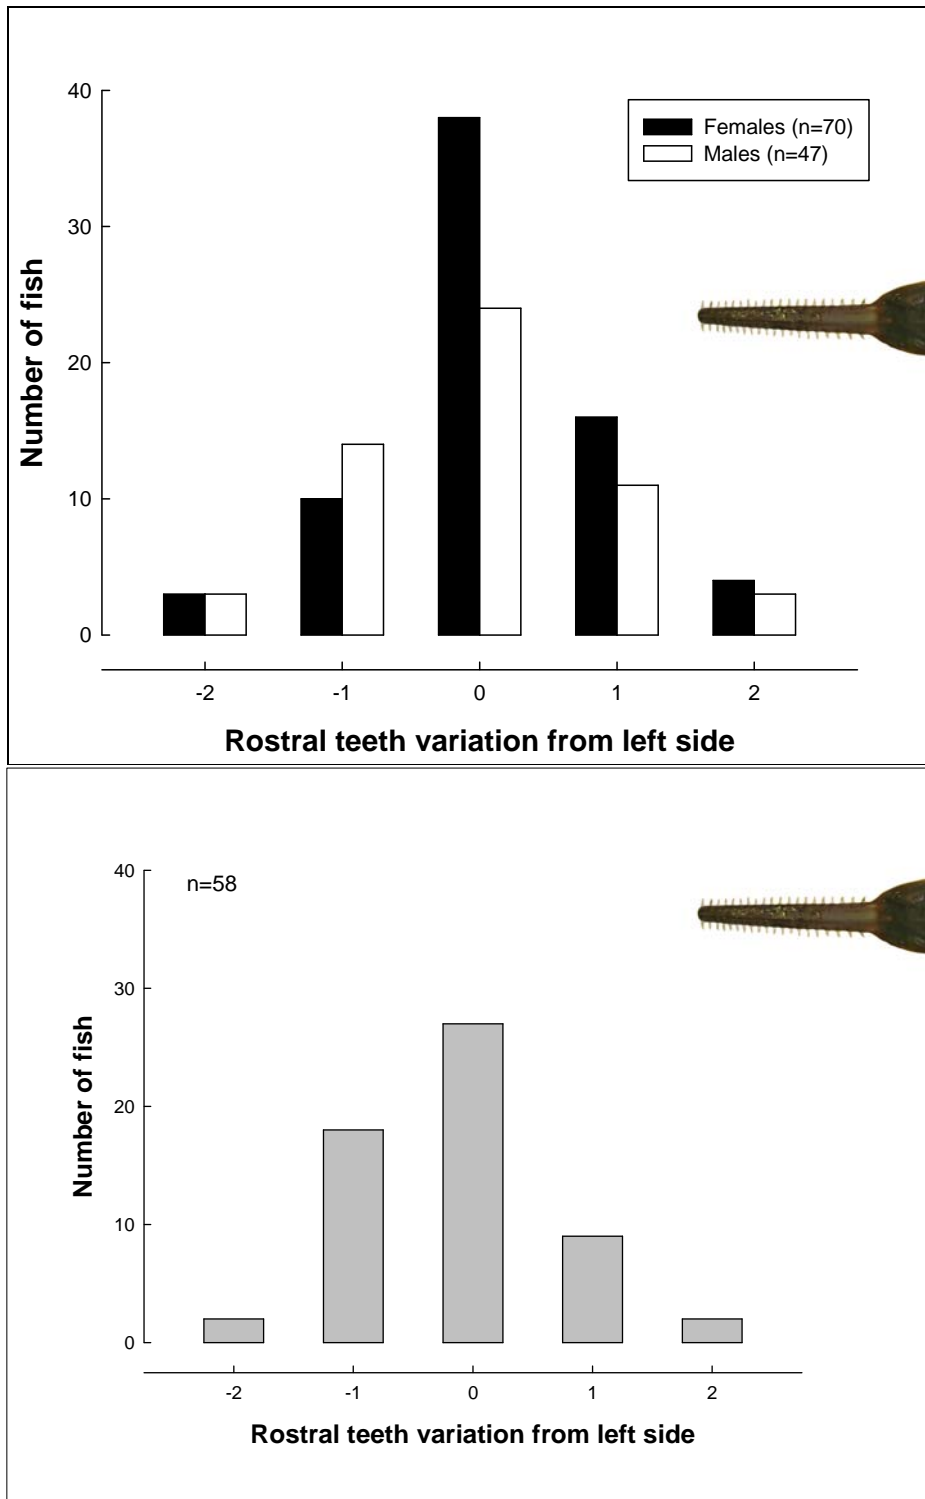 40
Females (n=70)
Males (n=47)
30
20
10
0
Number of fish
-2 -1 0 1 2
Rostral teeth variation from left side
40
n=58
30
20
10
0
Number of fish
-2 -1 0 1 2
Rostral teeth variation from left side